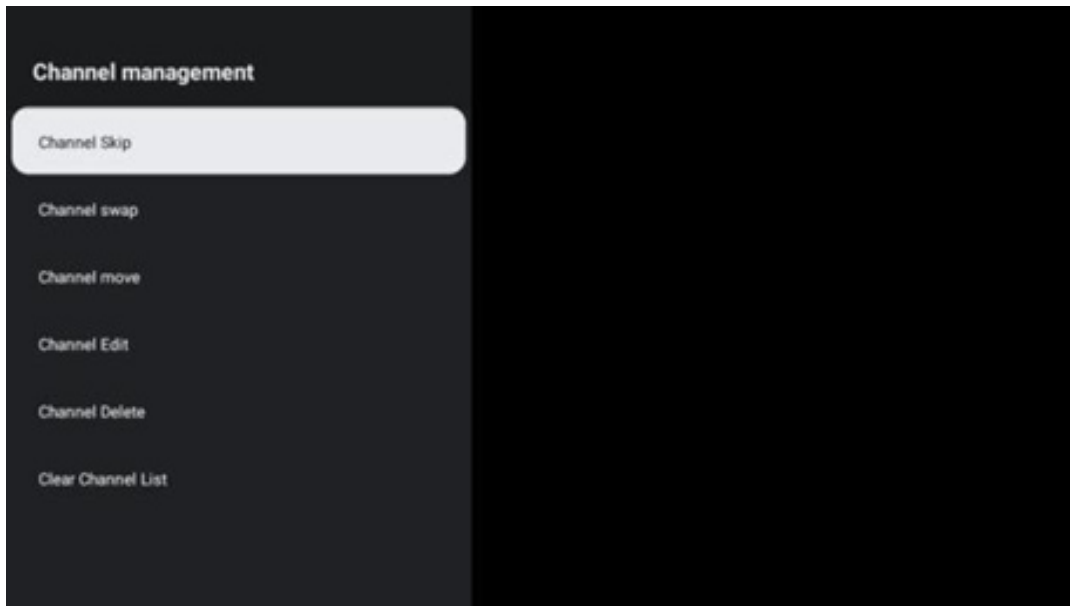 Channel management
Channel Skip
Channel swap
Channel move
Channel Edit
Channel Delete
Clear Channel List